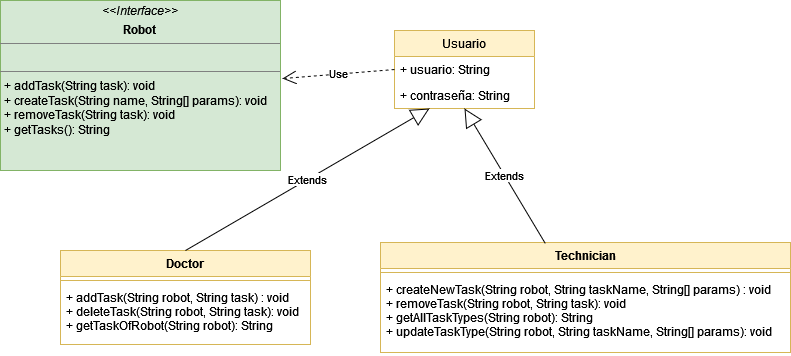 <<Interface>>
Robot
+ addTask(String task): void
+ createTask(String name, String[] params): void
+ removeTask(String task): void
+ getTasks(): String
Use
Usuario
+ usuario: String
+ contraseña: String
Extends
Extends
Doctor
+ addTask(String robot, String task) : void
+ deleteTask(String robot, String task): void
+ getTaskOfRobot(String robot): String
Technician
+ createNewTask(String robot, String taskName, String[] params) : void
+ removeTask(String robot, String task): void
+ getAllTaskTypes(String robot): String
+ updateTaskType(String robot, String taskName, String[] params): void